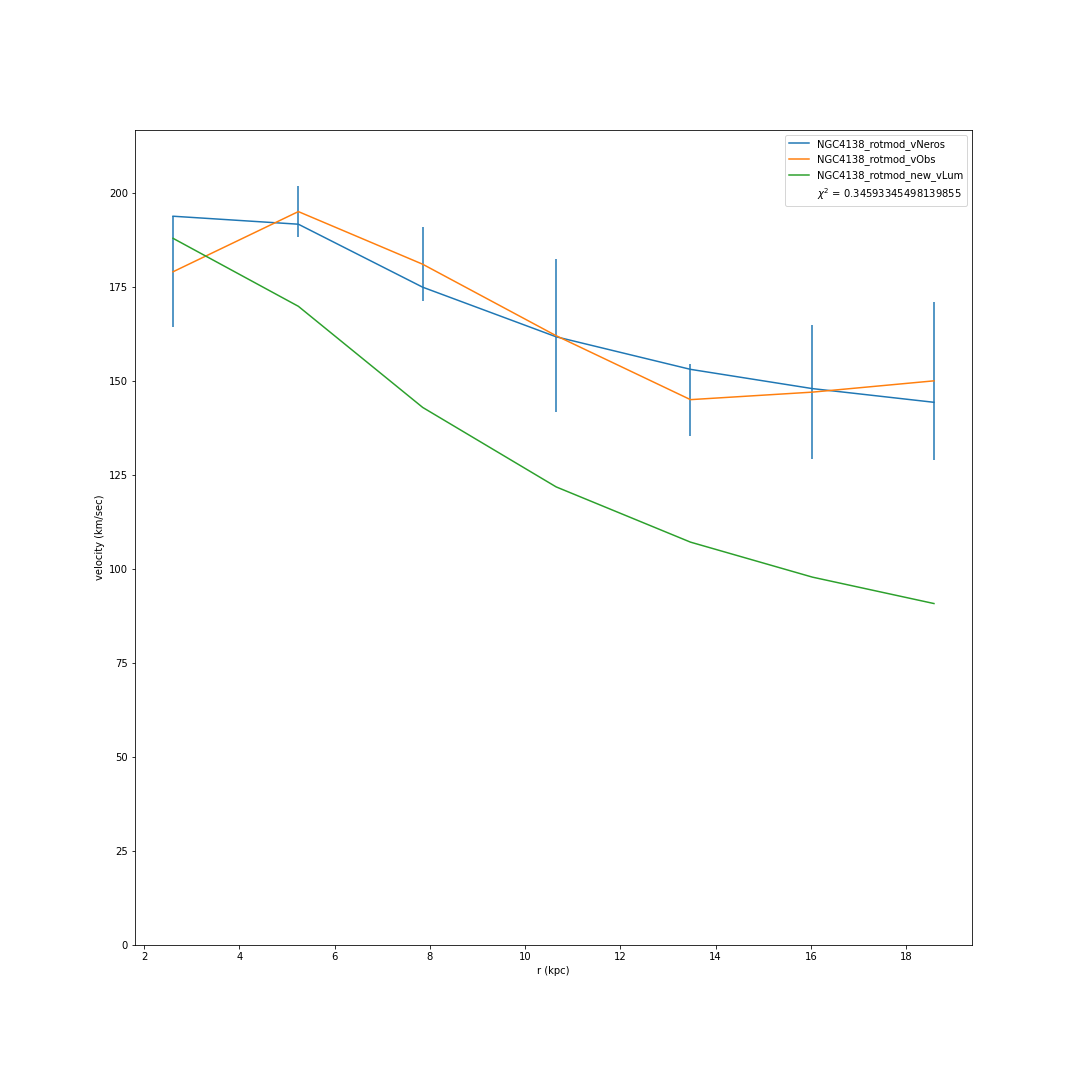 NGC4138_rotmod_vNeros
NGC4138_rotmod_vObs
NGC4138_rotmod_new_vLum
χ² = 0.34593345498139855
200
175
150
125
100
75
50
25
0
velocity (km/sec)
2 4 6 8 10 12 14 16 18
r (kpc)